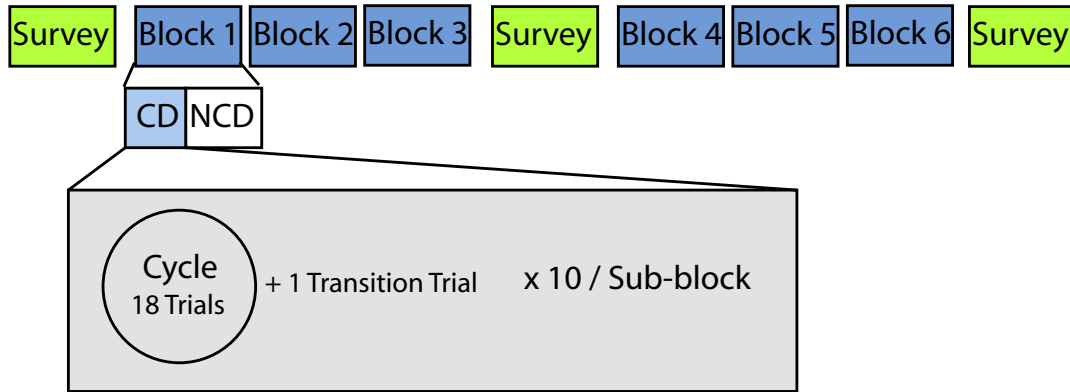 Survey Block 1 Block 2 Block 3 Survey Block 4 Block 5 Block 6 Survey
CD NCD
Cycle
18 Trials
+ 1 Transition Trial
x 10 / Sub-block